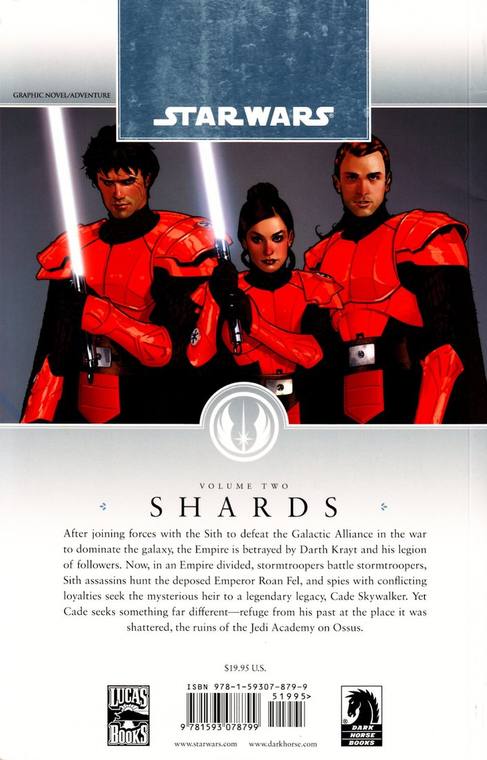 GRAPHIC NOVEL/ADVENTURE
STAR WARS®
VOLUME TWO
SHARDS
After joining forces with the Sith to defeat the Galactic Alliance in the war
to dominate the galaxy, the Empire is betrayed by Darth Krayt and his legion
of followers. Now, in an Empire divided, stormtroopers battle stormtroopers,
Sith assassins hunt the deposed Emperor Roan Fel, and spies with conflicting
loyalties seek the mysterious heir to a legendary legacy, Cade Skywalker. Yet
Cade seeks something far different—refuge from his past at the place it was
shattered, the ruins of the Jedi Academy on Ossus.
$19.95 U.S.
ISBN 978-1-59307-879-9
51995>
9 781593 078799
LUCAS
BOOKS
www.starwars.com www.darkhorse.com
DARK
HORSE
BOOKS®